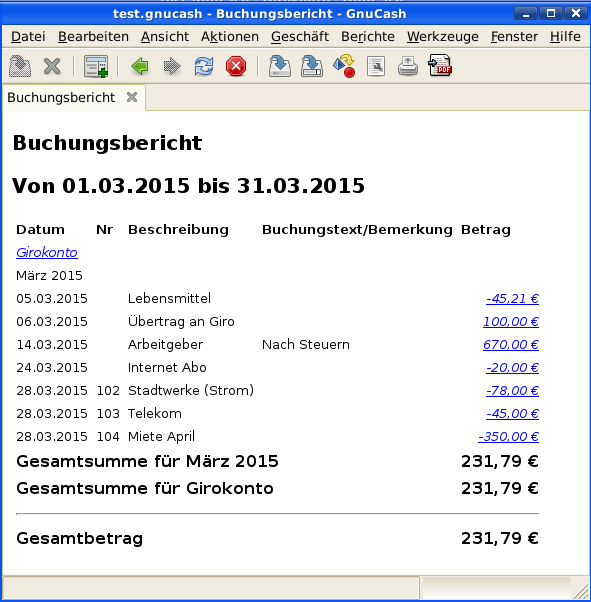 test.gnucash - Buchungsbericht - GnuCash
Datei Bearbeiten Ansicht Aktionen Geschäft Berichte Werkzeuge Fenster Hilfe
PDF
Buchungsbericht
Buchungsbericht
Von 01.03.2015 bis 31.03.2015
Datum Nr Beschreibung Buchungstext/Bemerkung Betrag
Girokonto
März 2015
05.03.2015 Lebensmittel -45,21 €
06.03.2015 Übertrag an Giro 100,00 €
14.03.2015 Arbeitgeber Nach Steuern 670,00 €
24.03.2015 Internet Abo -20,00 €
28.03.2015 102 Stadtwerke (Strom) -78,00 €
28.03.2015 103 Telekom -45,00 €
28.03.2015 104 Miete April -350,00 €
Gesamtsumme für März 2015 231,79 €
Gesamtsumme für Girokonto 231,79 €
Gesamtbetrag 231,79 €